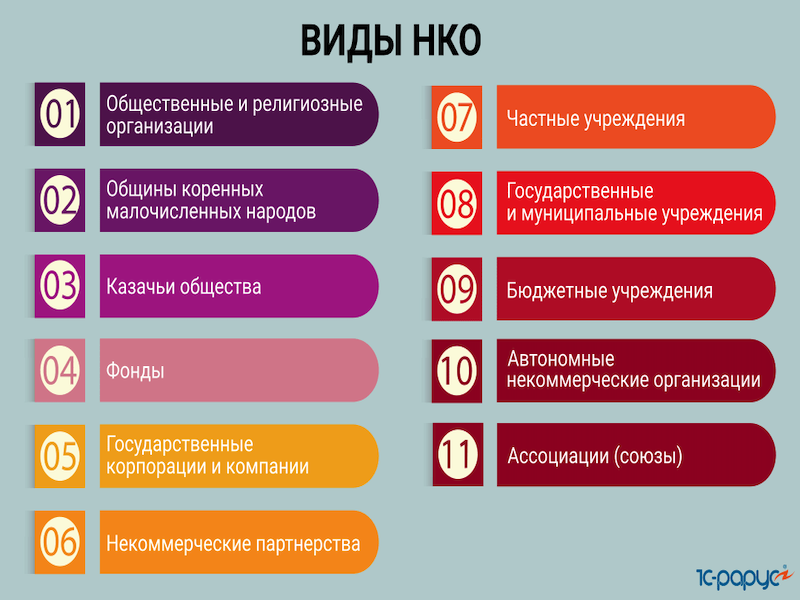 ВИДЫ НКО
01
Общественные и религиозные
организации
02
Общины коренных
малочисленных народов
03
Казачьи общества
04
Фонды
05
Государственные
корпорации и компании
06
Некоммерческие партнерства
07
Частные учреждения
08
Государственные
и муниципальные учреждения
09
Бюджетные учреждения
10
Автономные
некоммерческие организации
11
Ассоциации (союзы)
1С-рарус